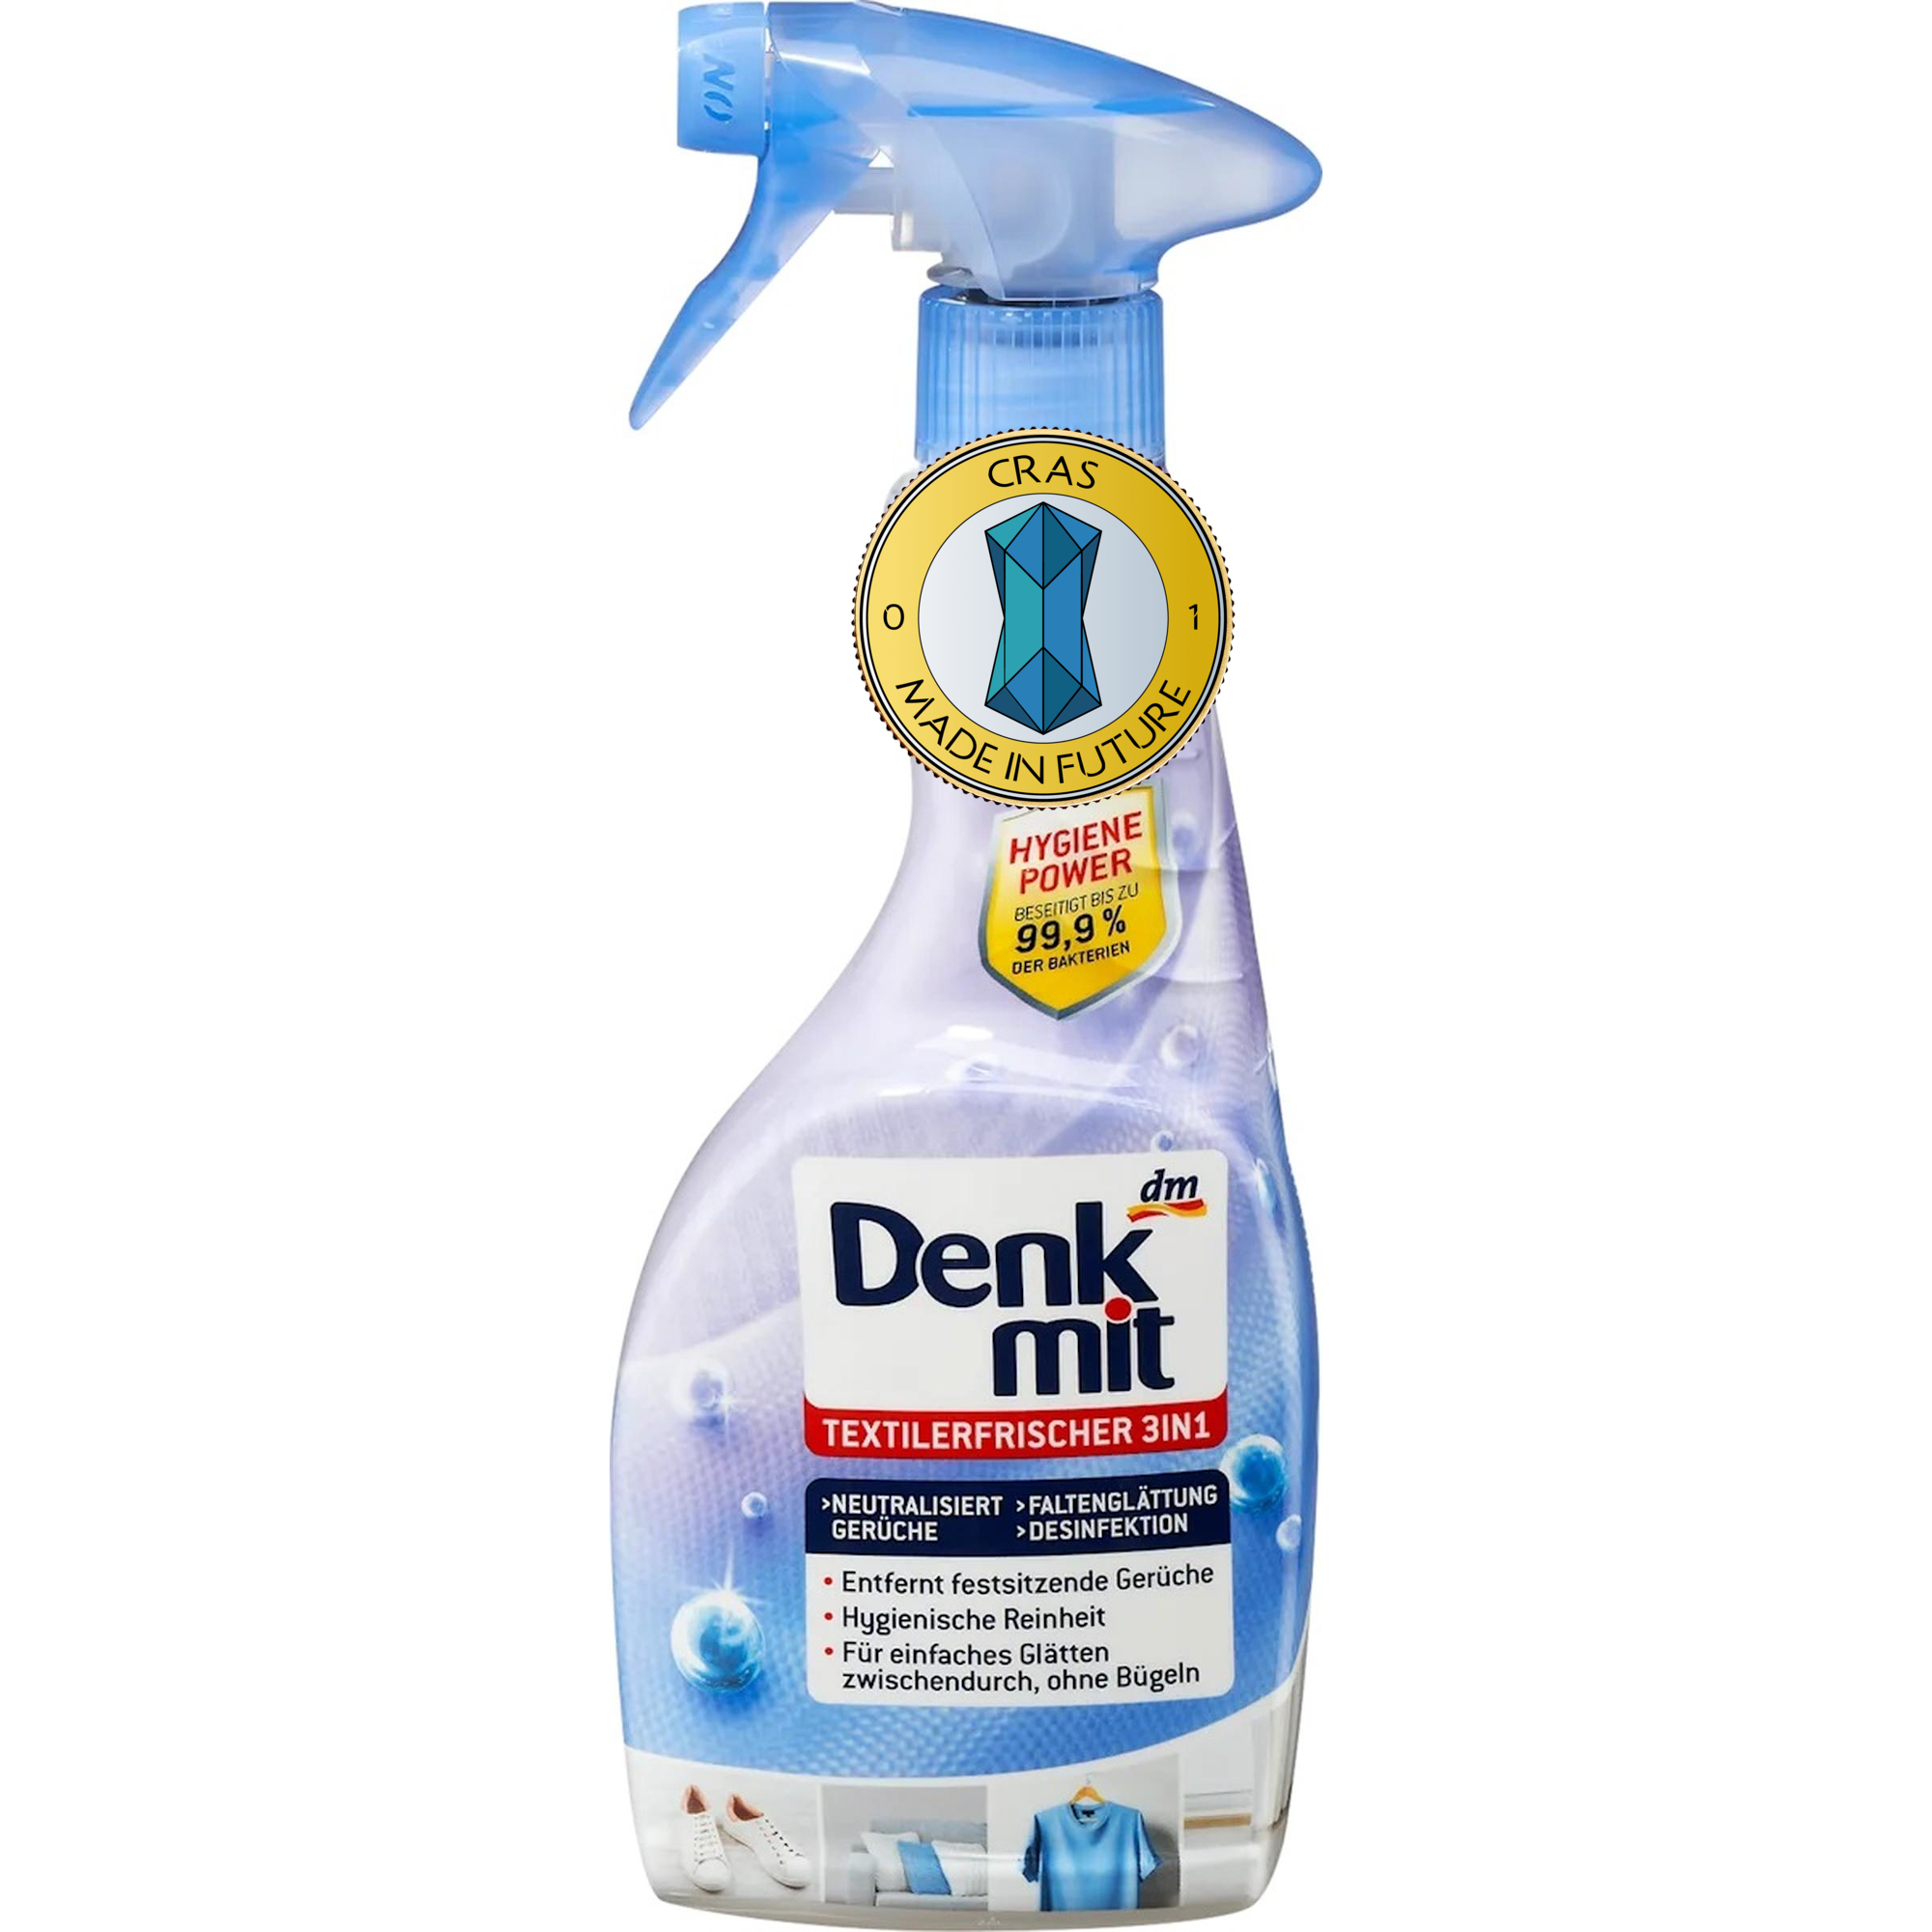 ON
CRAS
0 1
MADE IN FUTURE
HYGIENE
POWER
BESEITIGT BIS ZU
99,9 %
DER BAKTERIEN
dm
Denk
mit
TEXTILERFRISCHER 3IN1
>NEUTRALISIERT
GERÜCHE
>FALTENGLÄTTUNG
>DESINFEKTION
• Entfernt festsitzende Gerüche
• Hygienische Reinheit
• Für einfaches Glätten
zwischendurch, ohne Bügeln